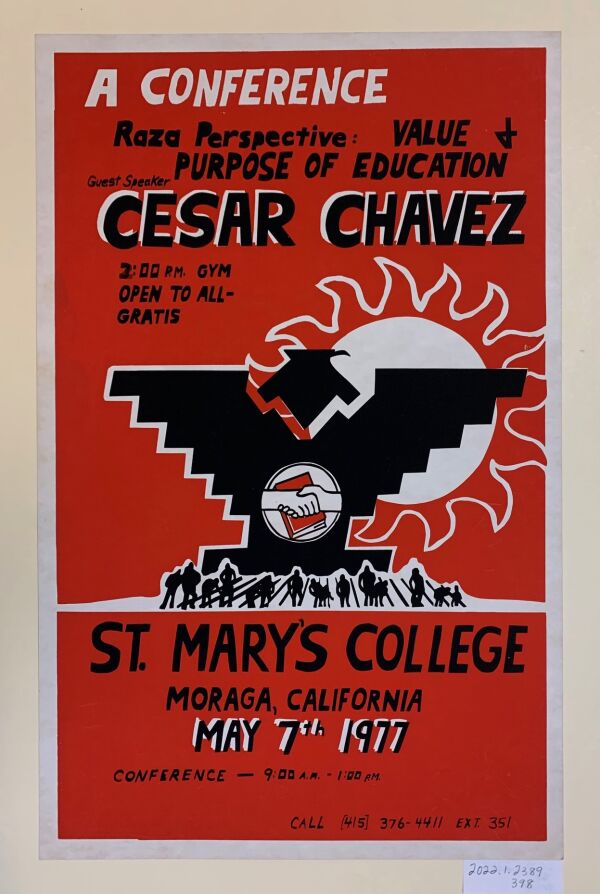 A CONFERENCE
Raza Perspective: VALUE &
PURPOSE OF EDUCATION
Guest Speaker
CESAR CHAVEZ
3:00 P.M. GYM
OPEN TO ALL-
GRATIS
ST. MARY'S COLLEGE
MORAGA, CALIFORNIA
MAY 7th 1977
CONFERENCE — 9:00 A.M. - 1:00 P.M.
CALL [415] 376-4411 EXT. 351
2022.1.2389
398